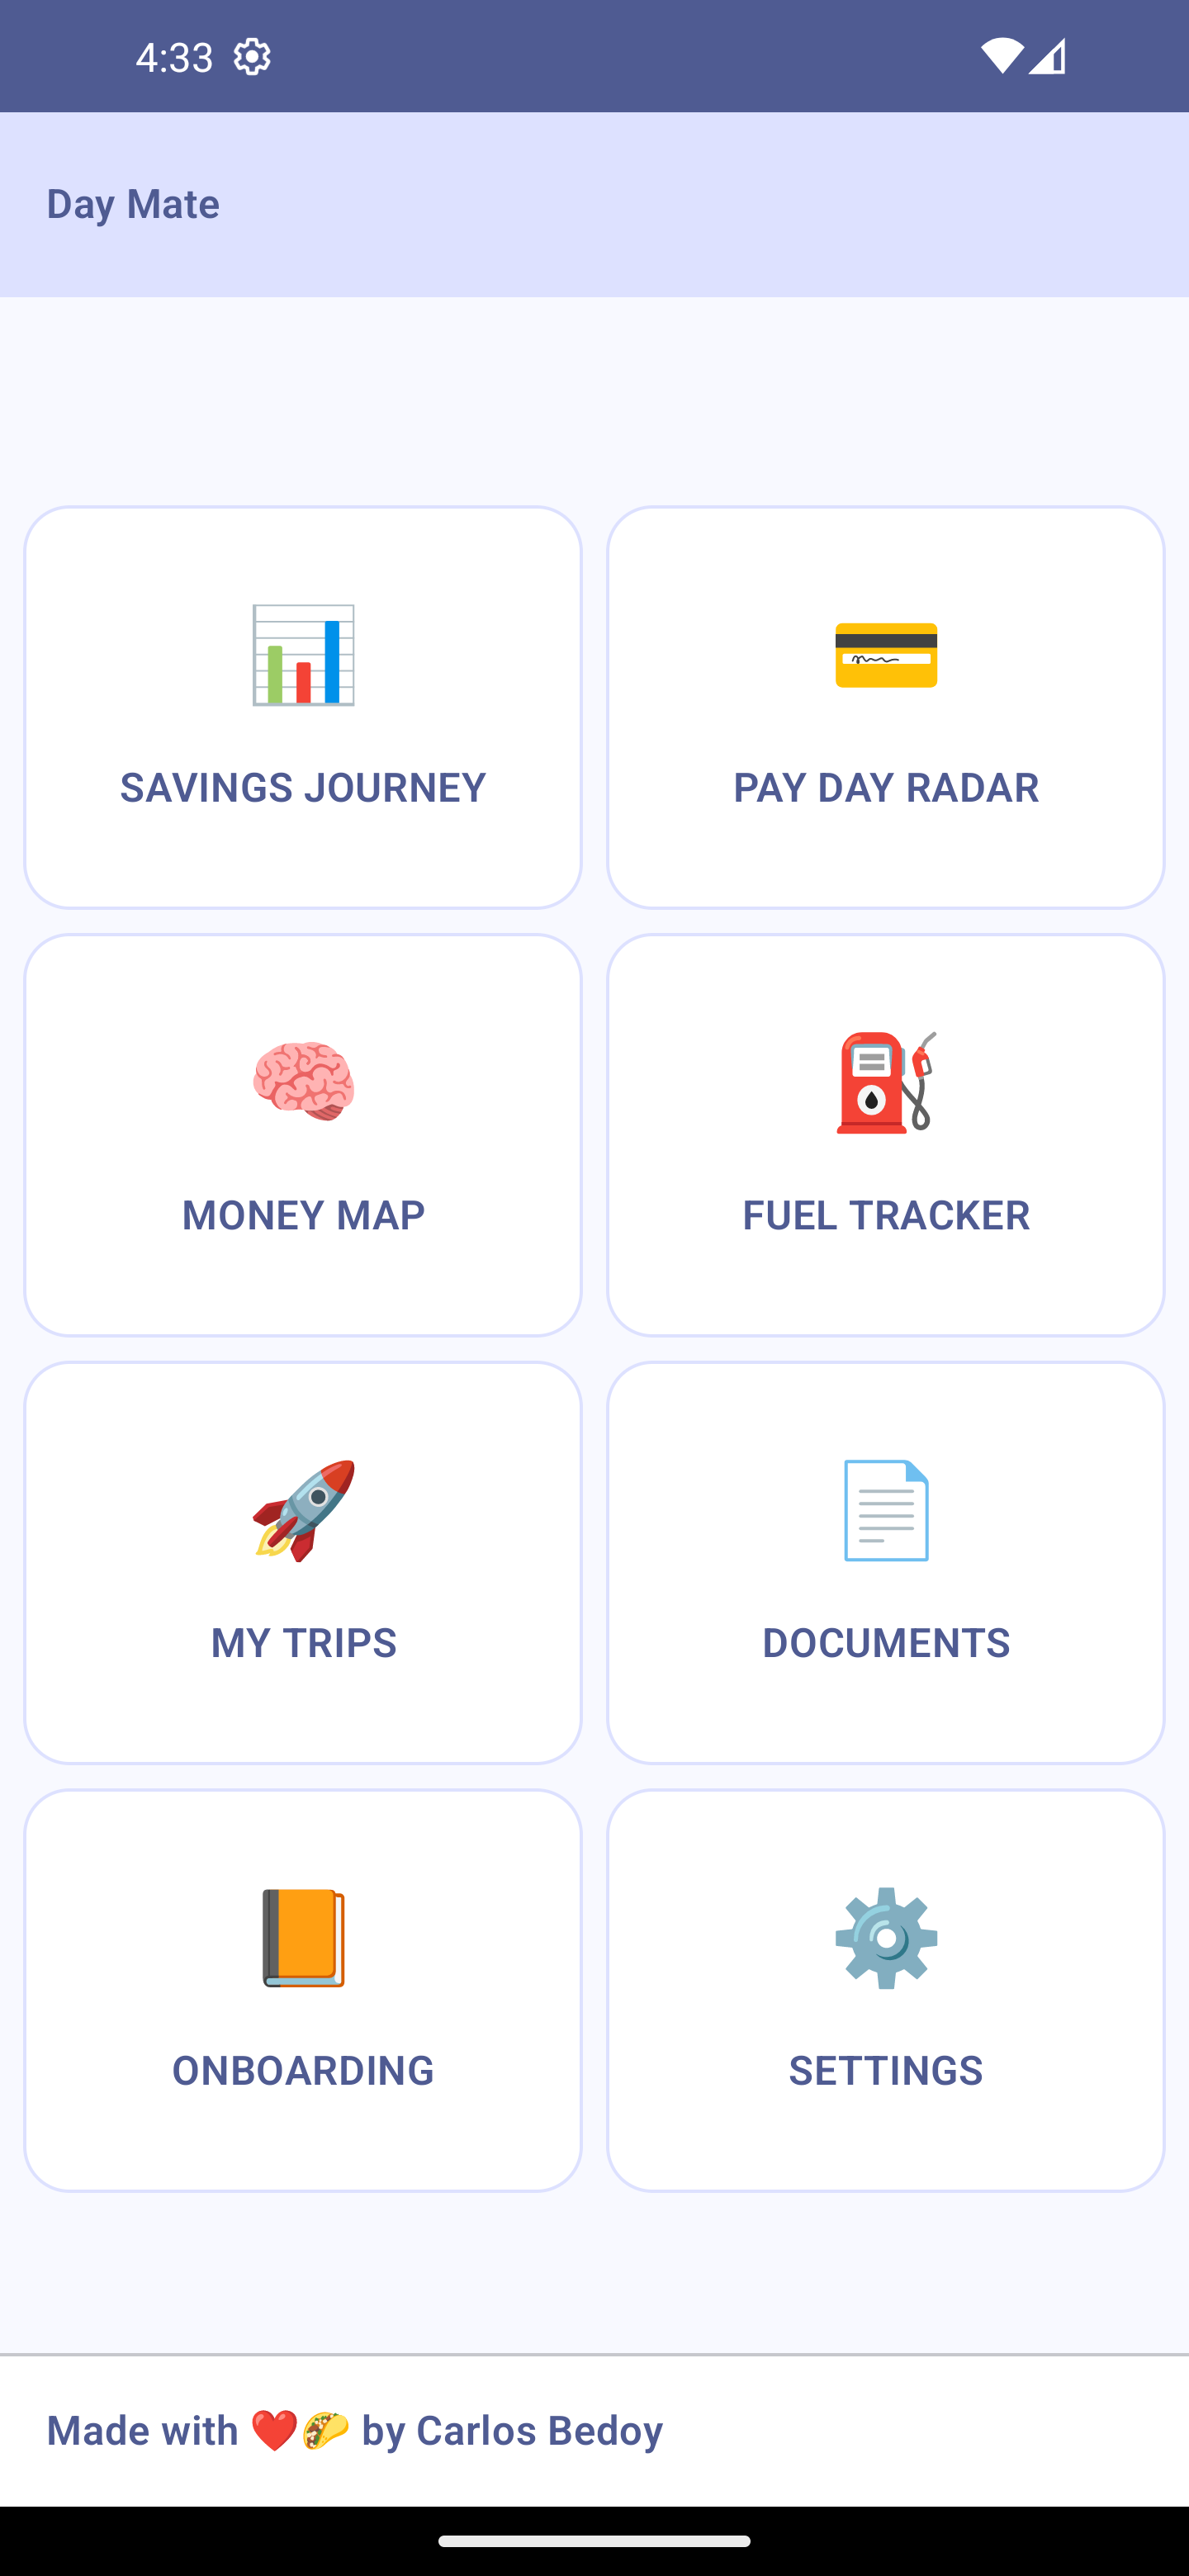 4:33
Day Mate
SAVINGS JOURNEY
PAY DAY RADAR
MONEY MAP
FUEL TRACKER
MY TRIPS
DOCUMENTS
ONBOARDING
SETTINGS
Made with ❤️🌮 by Carlos Bedoy